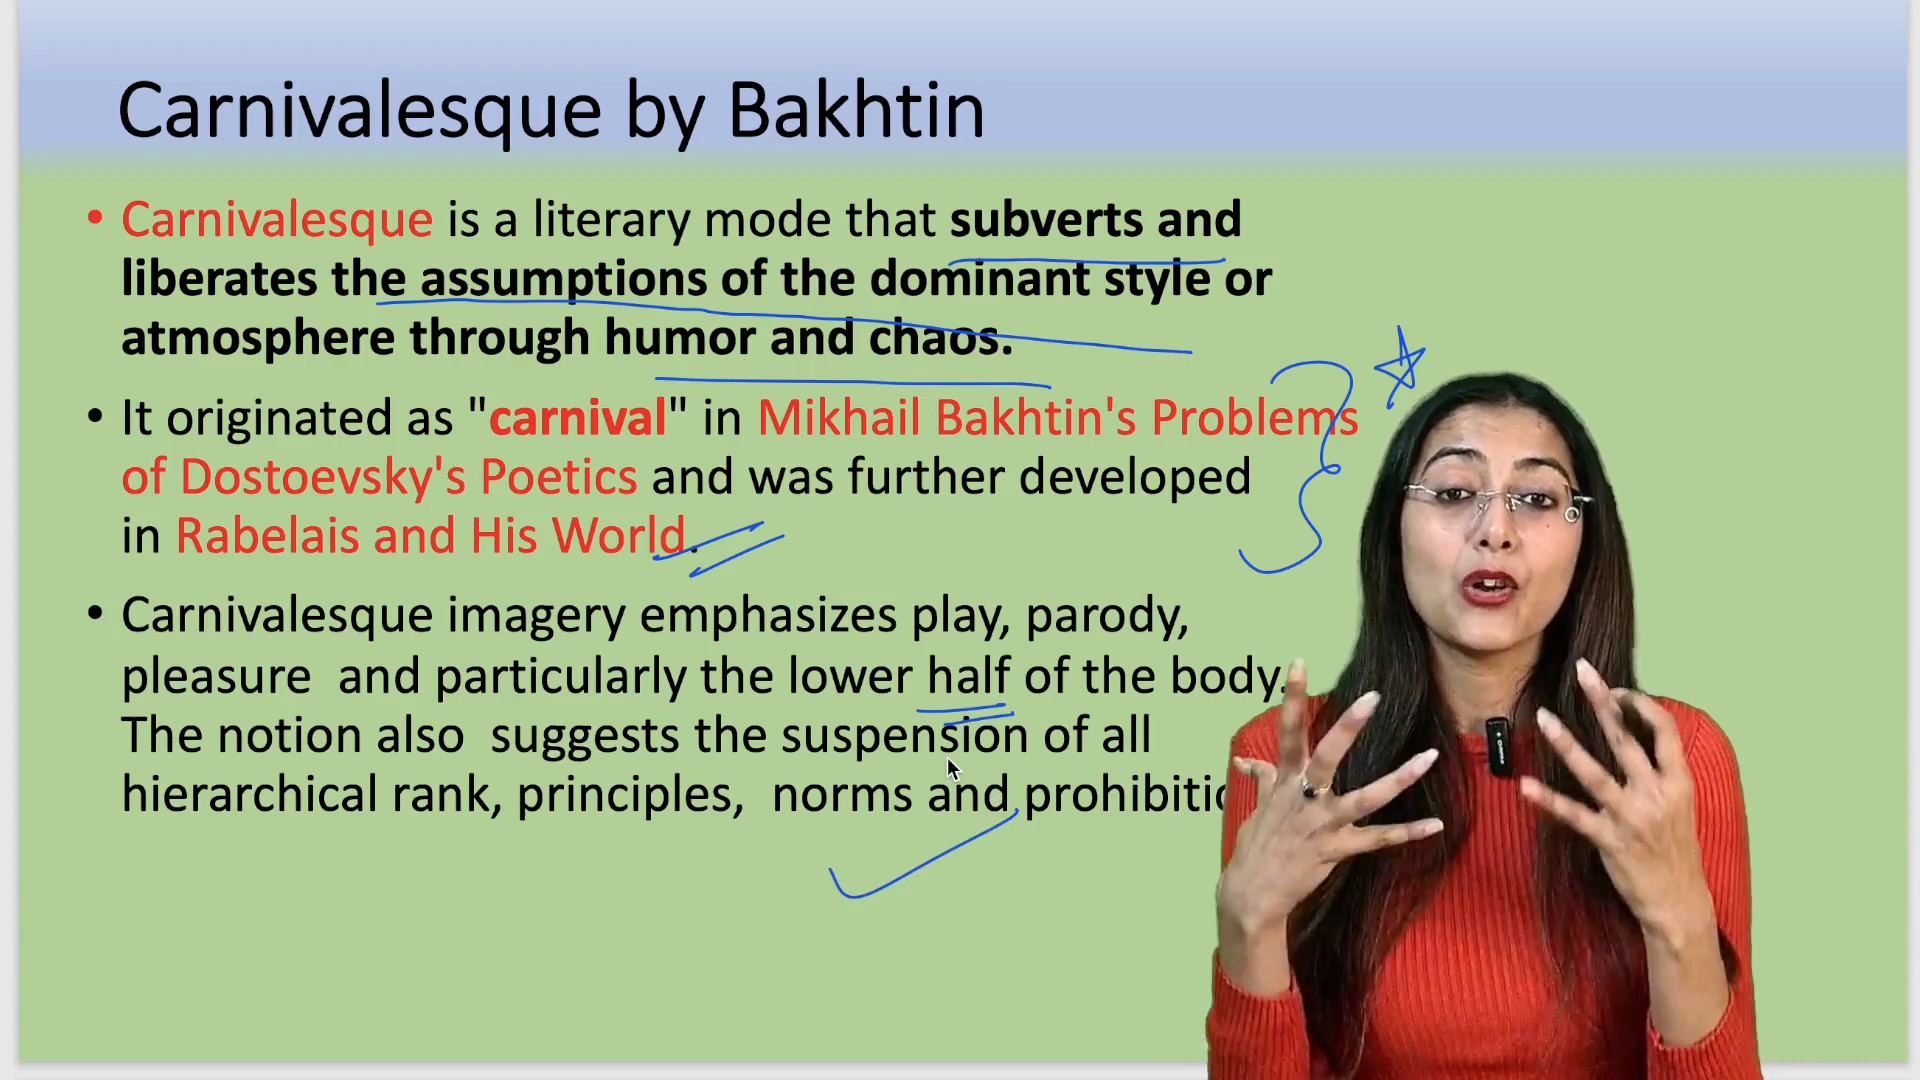 Carnivalesque by Bakhtin
• Carnivalesque is a literary mode that subverts and
liberates the assumptions of the dominant style or
atmosphere through humor and chaos.
• It originated as "carnival" in Mikhail Bakhtin's Problems
of Dostoevsky's Poetics and was further developed
in Rabelais and His World.
• Carnivalesque imagery emphasizes play, parody,
pleasure and particularly the lower half of the body.
The notion also suggests the suspension of all
hierarchical rank, principles, norms and prohibitio